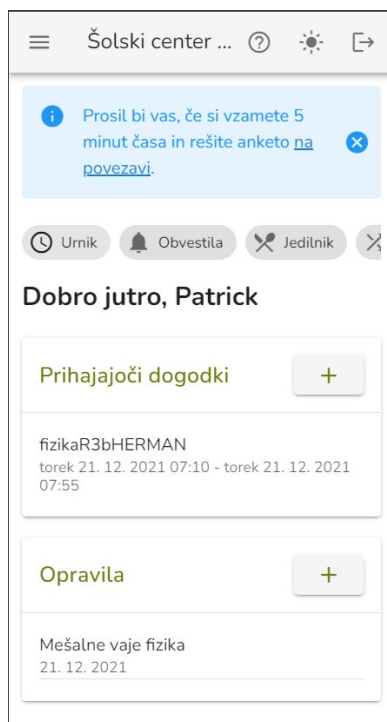 Šolski center ...
Prosil bi vas, če si vzamete 5
minut časa in rešite anketo na
povezavi.
Urnik
Obvestila
Jedilnik
Dobro jutro, Patrick
Prihajajoči dogodki
+
fizikaR3bHERMAN
torek 21. 12. 2021 07:10 - torek 21. 12. 2021
07:55
Opravila
+
Mešalne vaje fizika
21. 12. 2021